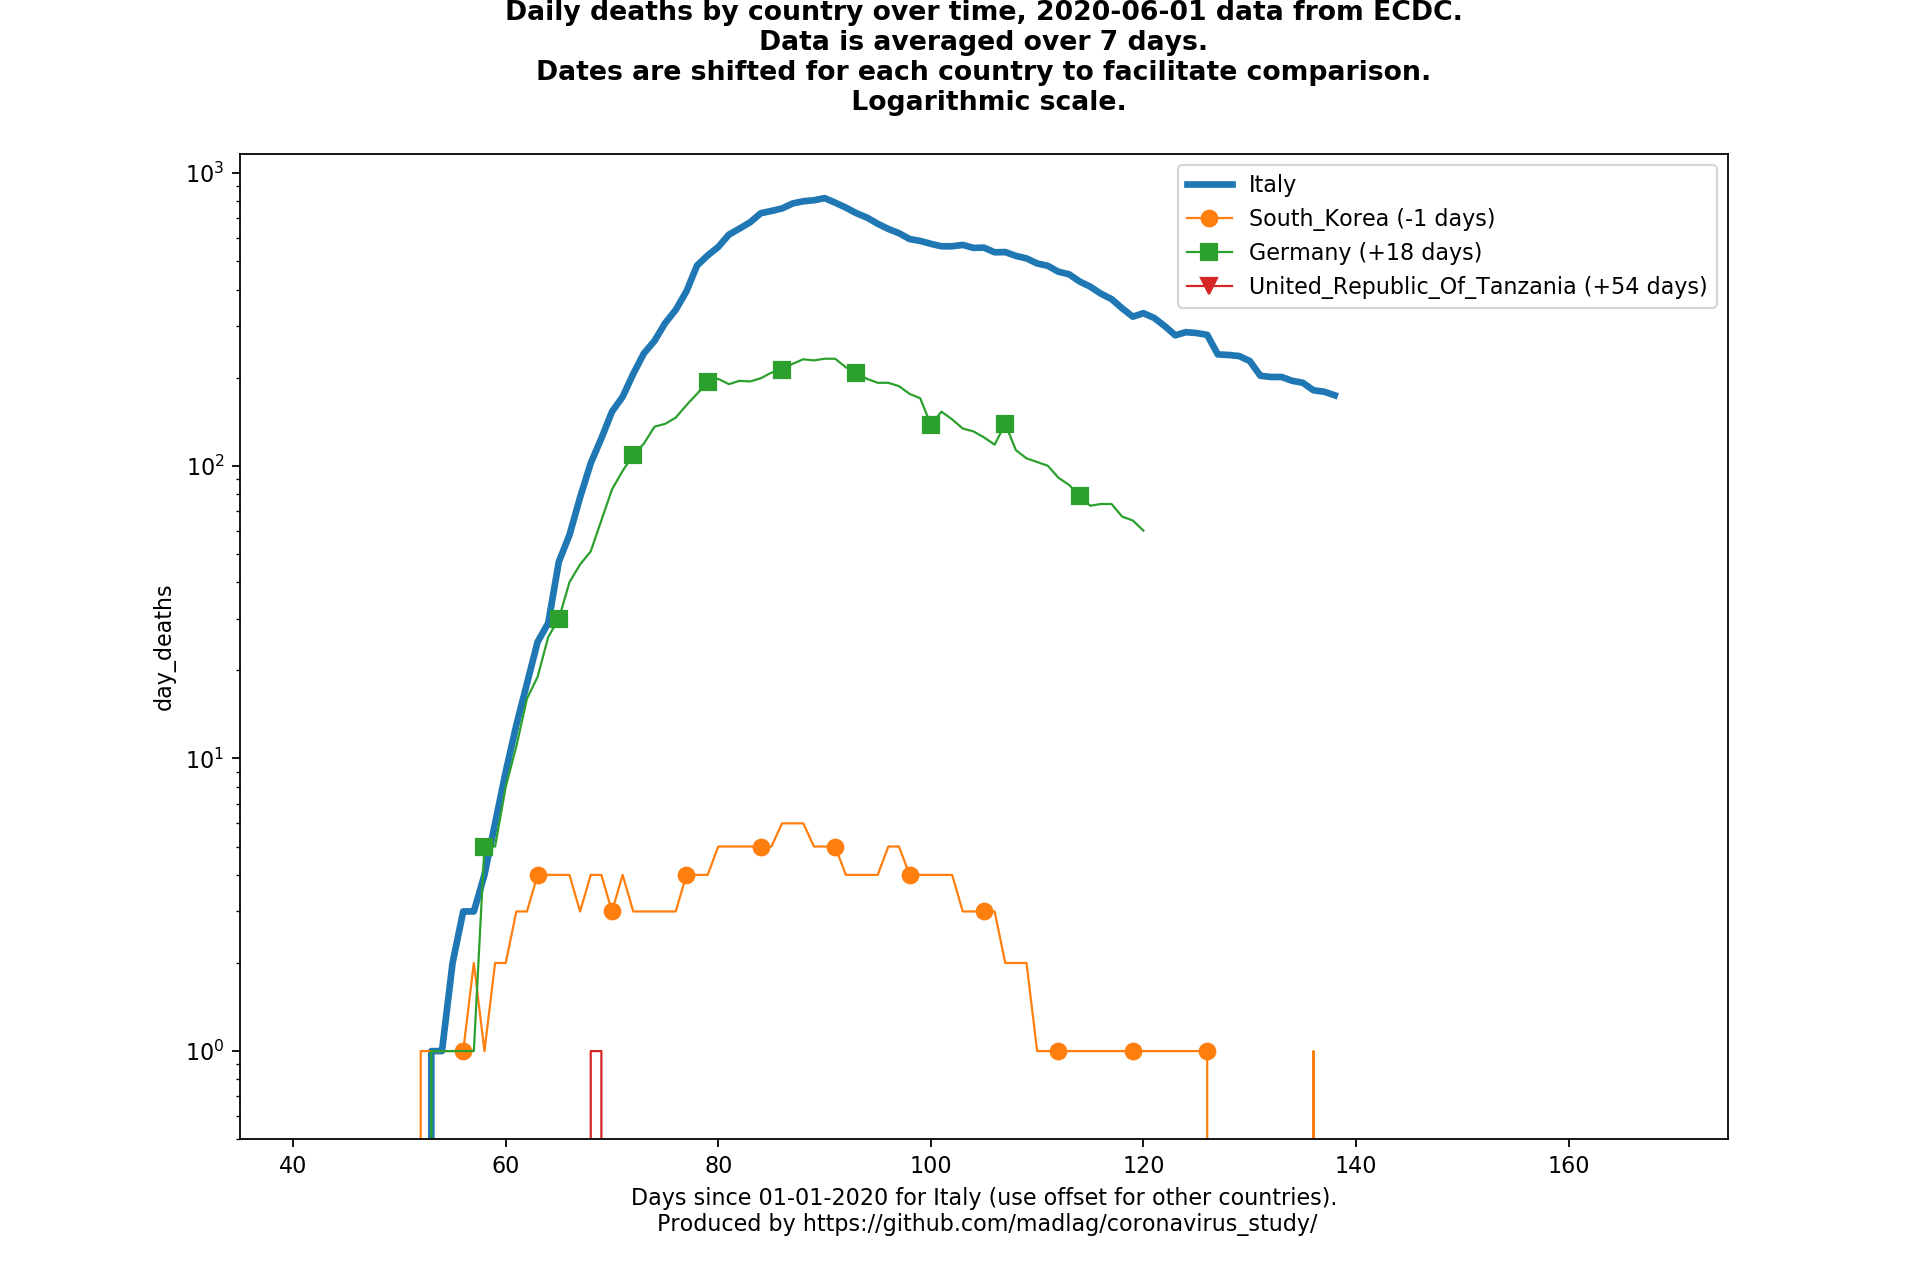 Daily deaths by country over time, 2020-06-01 data from ECDC.
Data is averaged over 7 days.
Dates are shifted for each country to facilitate comparison.
Logarithmic scale.
Italy
South_Korea (-1 days)
Germany (+18 days)
United_Republic_Of_Tanzania (+54 days)
day_deaths
10³
10²
10¹
10⁰
40 60 80 100 120 140 160
Days since 01-01-2020 for Italy (use offset for other countries).
Produced by https://github.com/madlag/coronavirus_study/